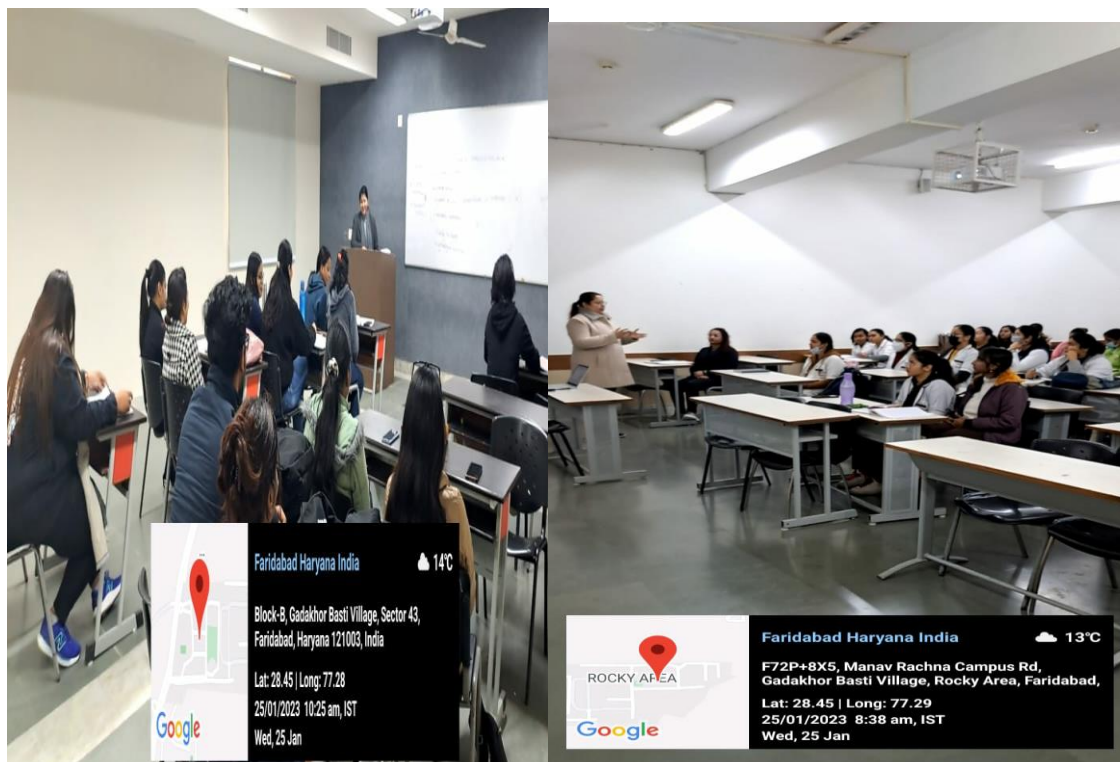 Faridabad Haryana India
14°C
Block-B, Gadakhor Basti Village, Sector 43,
Faridabad, Haryana 121003, India
Lat: 28.45 | Long: 77.28
25/01/2023 10:25 am, IST
Wed, 25 Jan
Google
Faridabad Haryana India
13°C
F72P+8X5, Manav Rachna Campus Rd,
Gadakhor Basti Village, Rocky Area, Faridabad,
Lat: 28.45 | Long: 77.29
25/01/2023 8:38 am, IST
Wed, 25 Jan
ROCKY AREA
Google